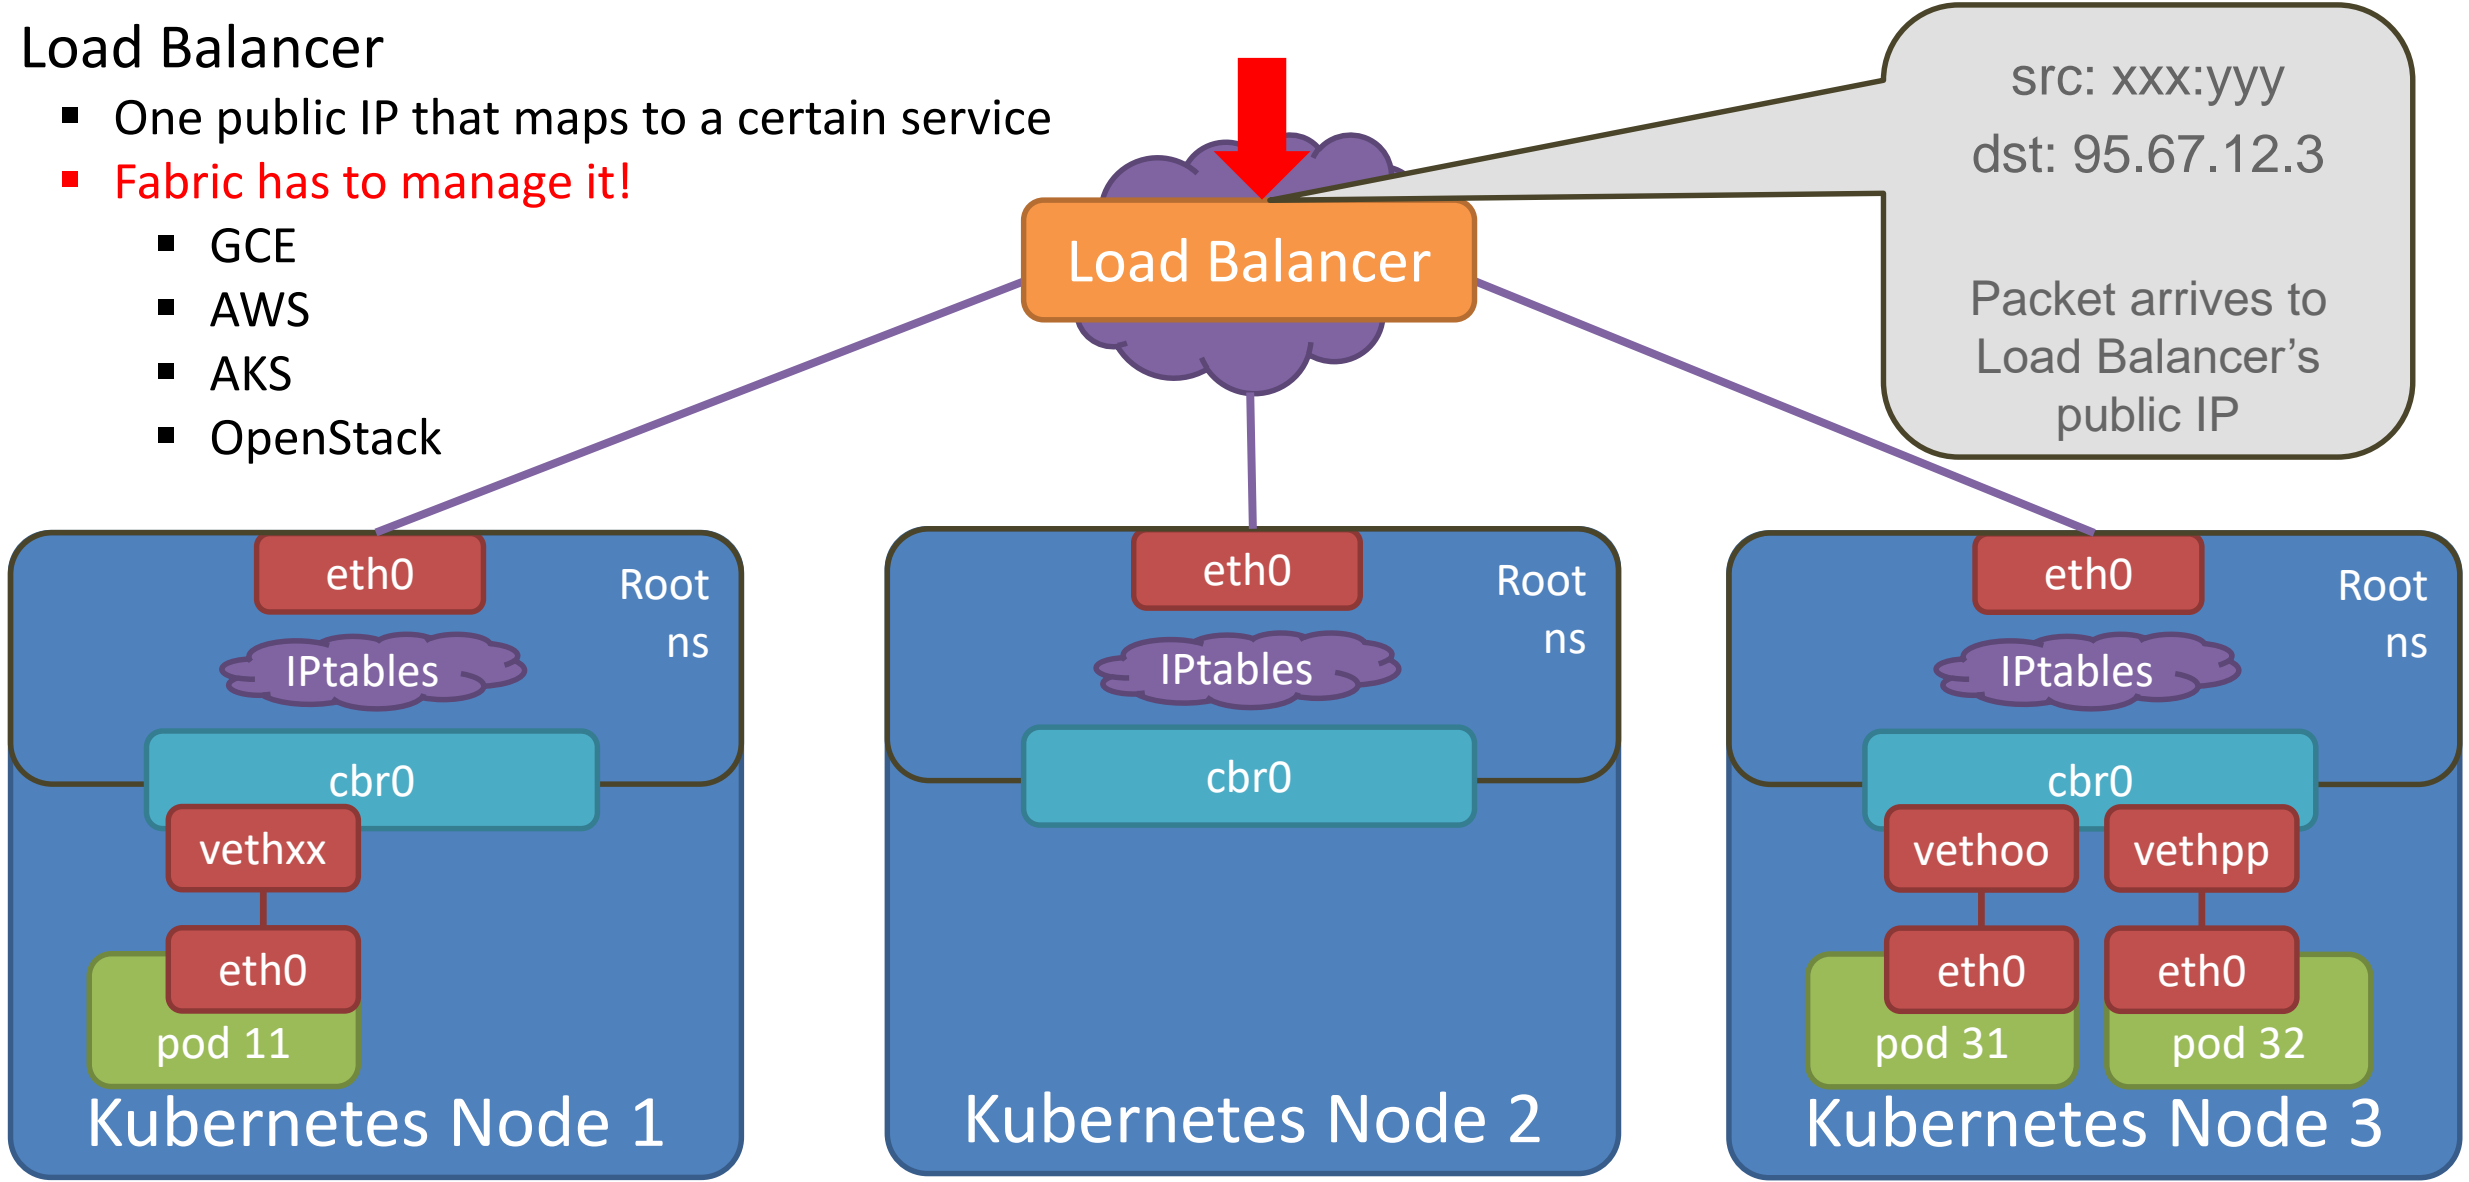 Load Balancer
One public IP that maps to a certain service
Fabric has to manage it!
GCE
AWS
AKS
OpenStack
Load Balancer
src: xxx:yyy
dst: 95.67.12.3
Packet arrives to
Load Balancer's
public IP
eth0
Root
ns
IPtables
cbr0
vethxx
eth0
pod 11
Kubernetes Node 1
eth0
Root
ns
IPtables
cbr0
Kubernetes Node 2
eth0
Root
ns
IPtables
cbr0
vethoo
vethpp
eth0
eth0
pod 31
pod 32
Kubernetes Node 3